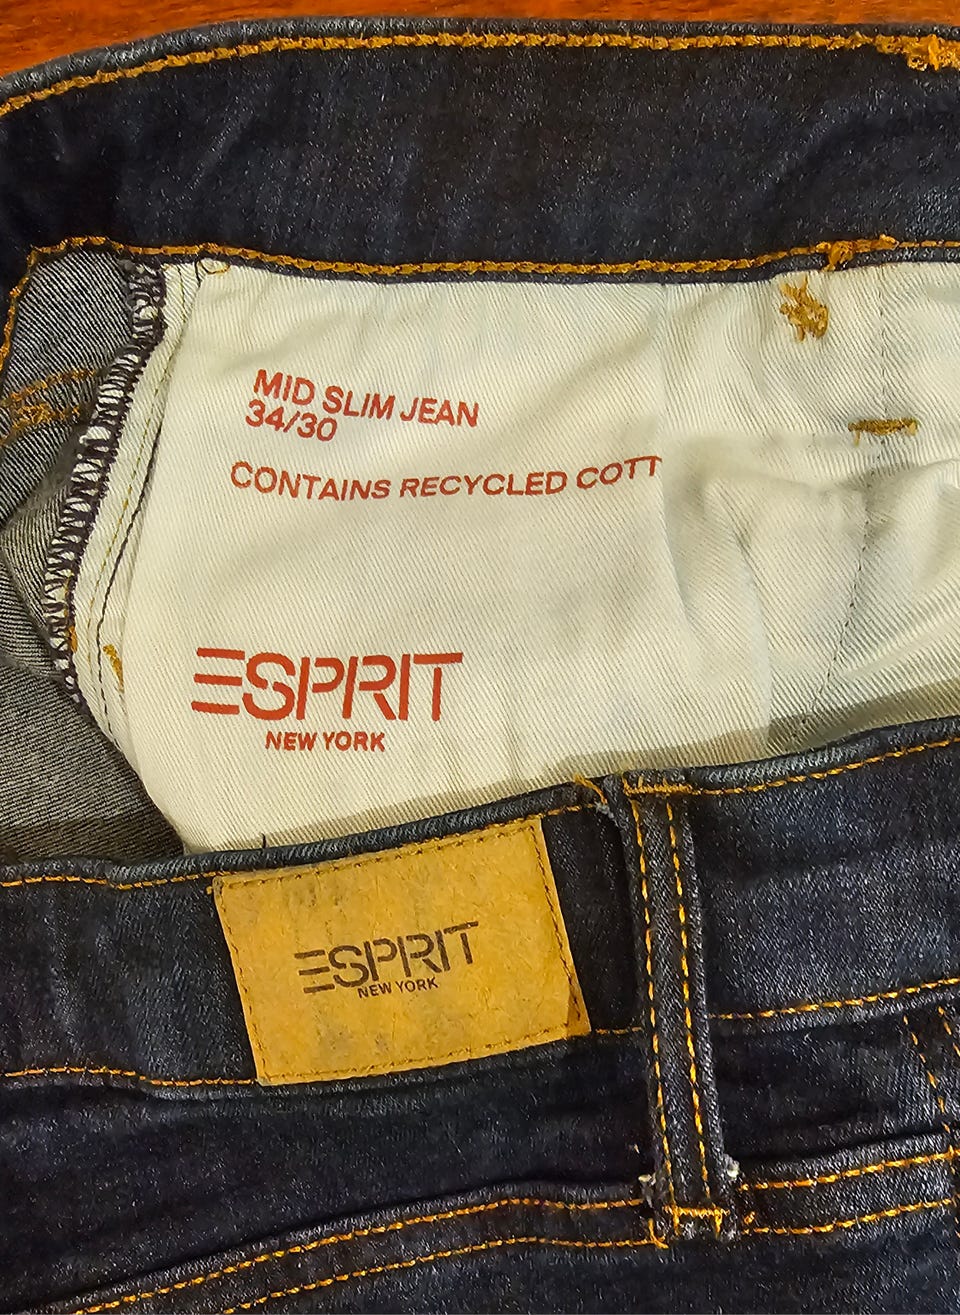 MID SLIM JEAN
34/30
CONTAINS RECYCLED COTT
ESPRIT
NEW YORK
ESPRIT
NEW YORK